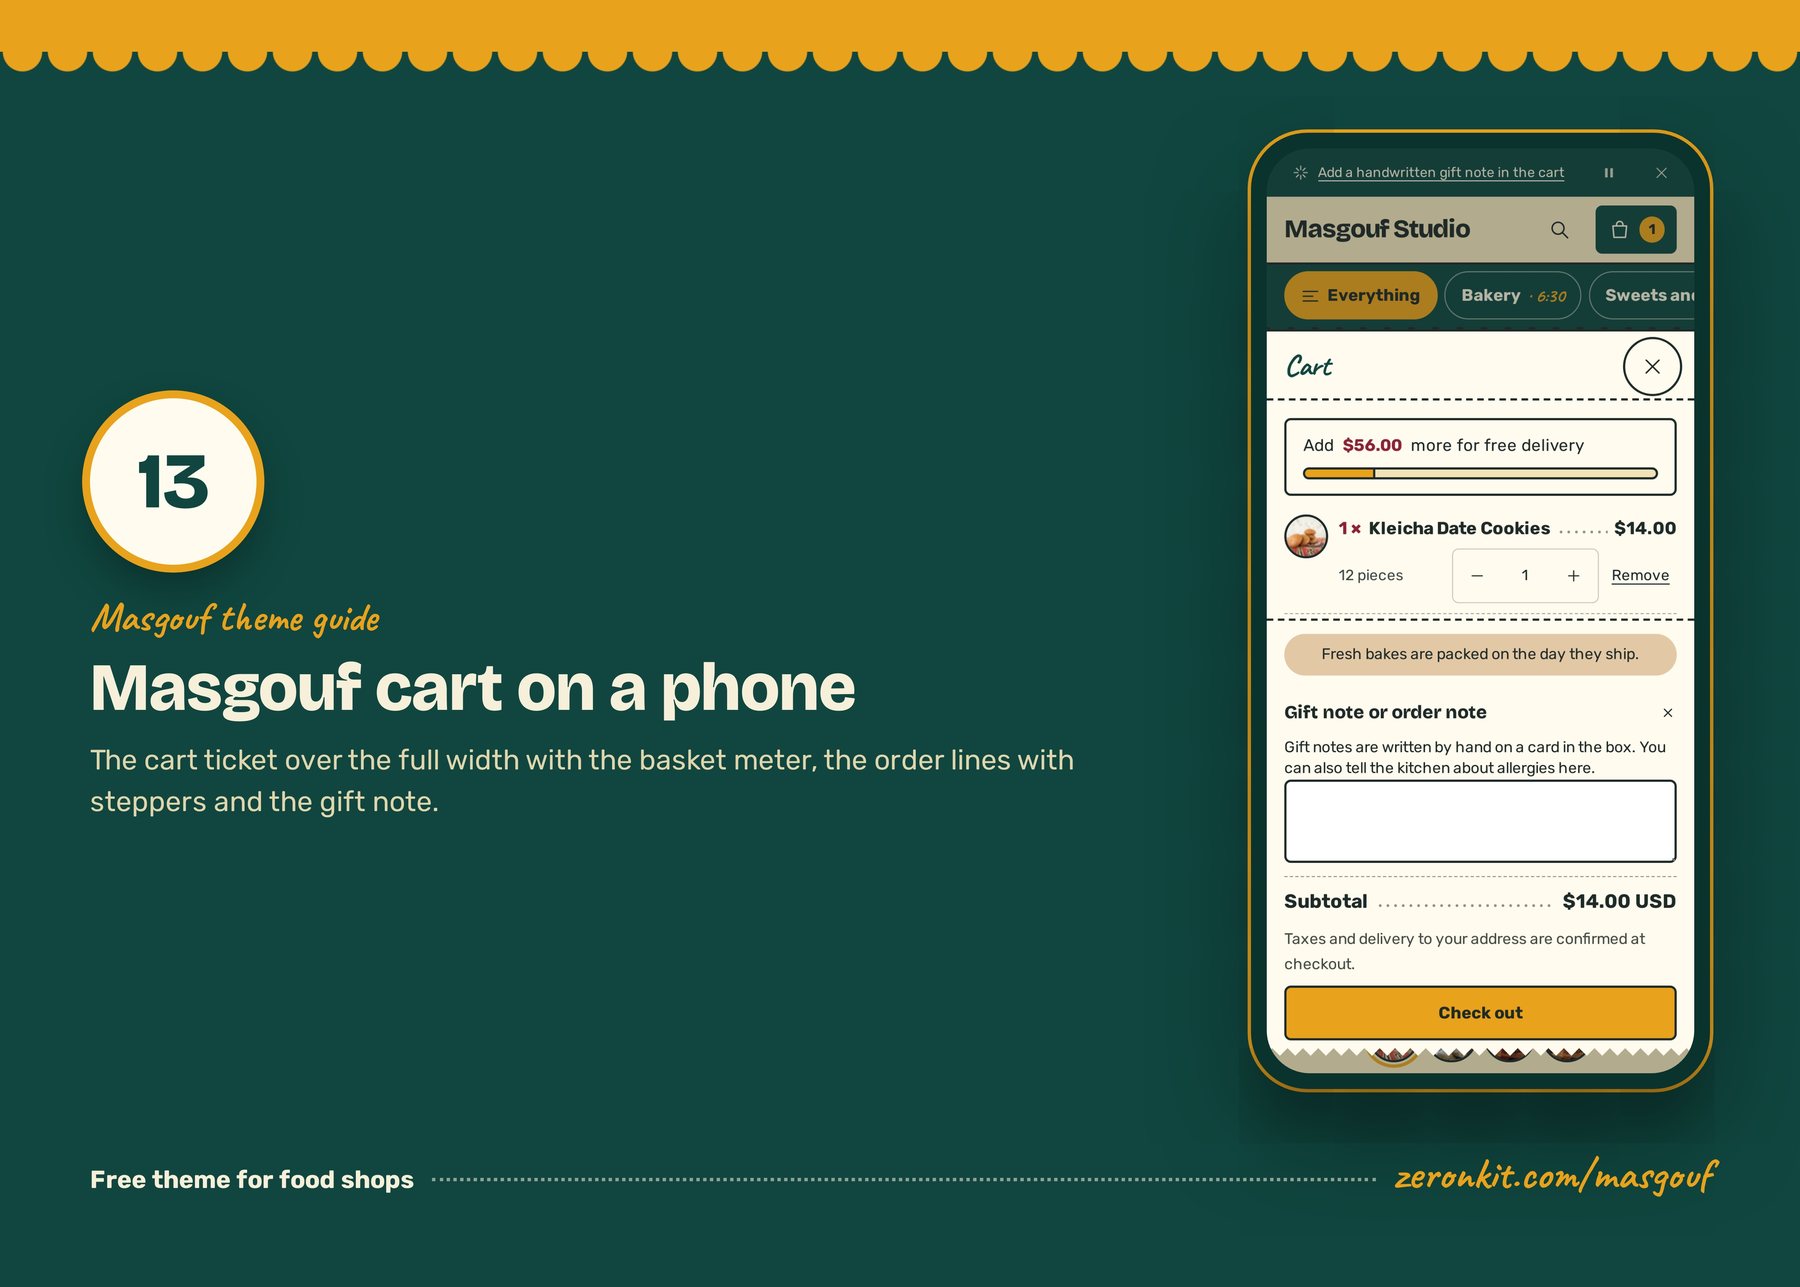 13
Masgouf theme guide
Masgouf cart on a phone
The cart ticket over the full width with the basket meter, the order lines with
steppers and the gift note.
Add a handwritten gift note in the cart
Masgouf Studio
1
Everything
Bakery · 6:30
Sweets and
Cart
Add $56.00 more for free delivery
1× Kleicha Date Cookies ....... $14.00
12 pieces
− 1 +
Remove
Fresh bakes are packed on the day they ship.
Gift note or order note
Gift notes are written by hand on a card in the box. You
can also tell the kitchen about allergies here.
Subtotal ....................... $14.00 USD
Taxes and delivery to your address are confirmed at
checkout.
Check out
Free theme for food shops
zeronkit.com/masgouf